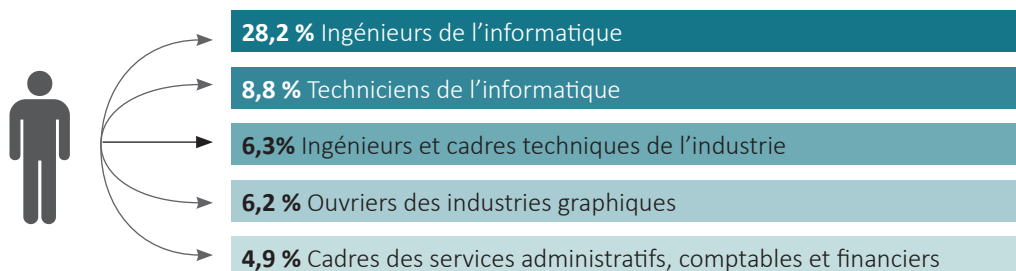 28,2 % Ingénieurs de l’informatique
8,8 % Techniciens de l’informatique
6,3% Ingénieurs et cadres techniques de l’industrie
6,2 % Ouvriers des industries graphiques
4,9 % Cadres des services administratifs, comptables et financiers